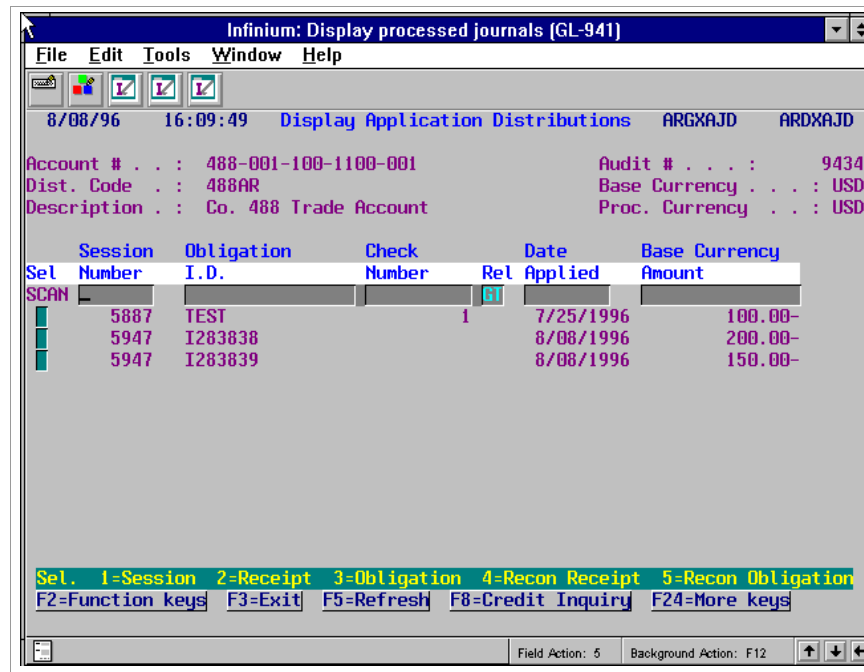 Infinium: Display processed journals (GL-941)
File Edit Tools Window Help
8/08/96 16:09:49 Display Application Distributions ARGXAJD ARDXAJD
Account # . . : 488-001-100-1100-001 Audit # . . . : 9434
Dist. Code . : 488AR Base Currency . . . : USD
Description . : Co. 488 Trade Account Proc. Currency . . : USD
Session Obligation Check Date Base Currency
Sel Number I.D. Number Rel Applied Amount
SCAN GT
5887 TEST 1 7/25/1996 100.00-
5947 I283838 8/08/1996 200.00-
5947 I283839 8/08/1996 150.00-
Sel. 1=Session 2=Receipt 3=Obligation 4=Recon Receipt 5=Recon Obligation
F2=Function keys F3=Exit F5=Refresh F8=Credit Inquiry F24=More keys
Field Action: 5 Background Action: F12